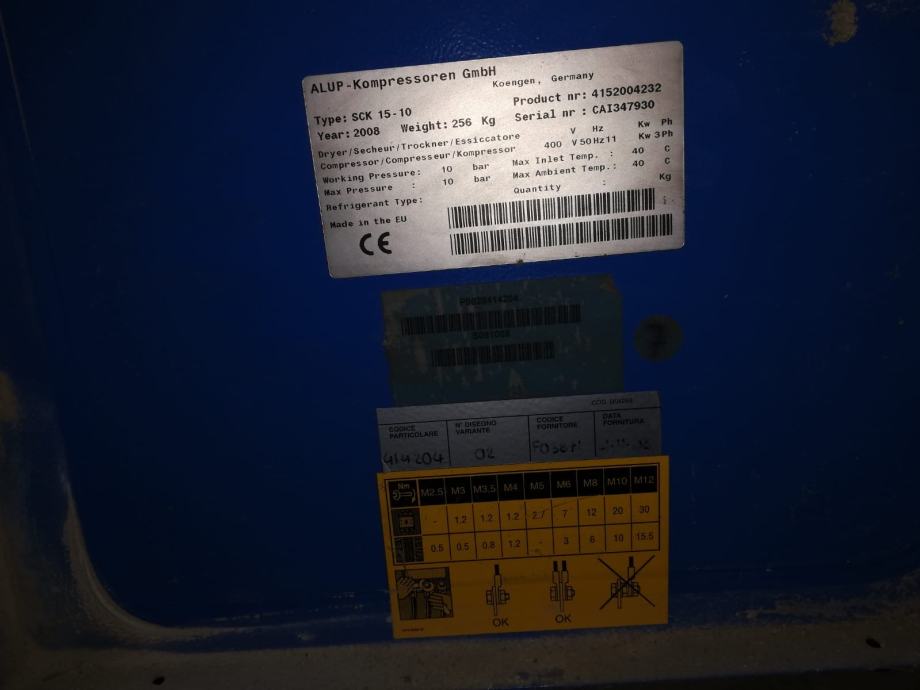 ALUP-Kompressoren GmbH
Koengen, Germany
Type: SCK 15-10 Product nr: 4152004232
Year: 2008 Weight: 256 Kg Serial nr : CAI347930
Dryer/Secheur/Trockner/Essiccatore V Hz Kw Ph
Compressor/Compresseur/Kompressor 400 V 50Hz 11 Kw 3Ph
Working Pressure: 10 bar Max Inlet Temp. : 40 C
Max Pressure : 10 bar Max Ambient Temp.: 40 C
Refrigerant Type: Quantity : Kg
Made in the EU
CE
CODICE PARTICOLARE N° DISEGNO VARIANTE CODICE FORNITORE DATA FORNITURA
414204 02
Nm M2.5 M3 M3.5 M4 M5 M6 M8 M10 M12
- 1.2 1.2 1.2 2.7 7 12 20 30
0.5 0.5 0.8 1.2 - 3 6 10 15.5
OK OK